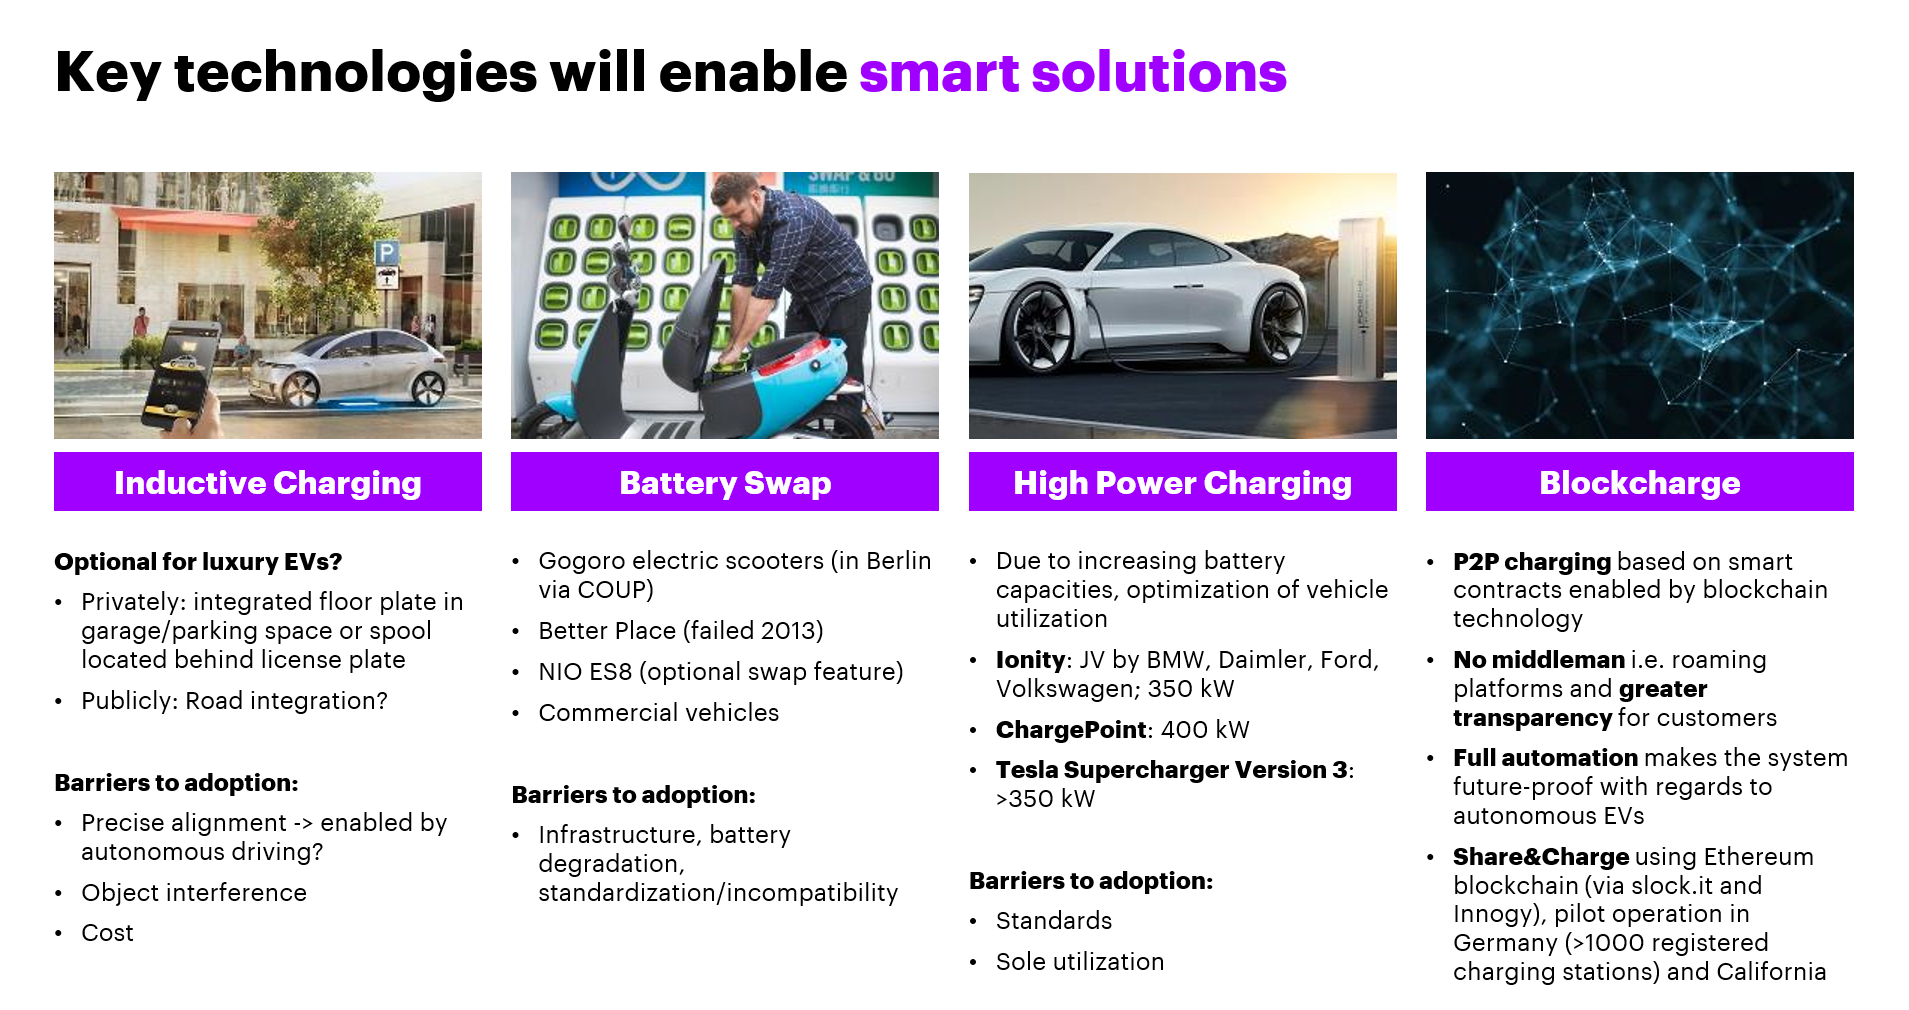 Key technologies will enable smart solutions
P
SWAP & GO
PORSCHE
Inductive Charging
Optional for luxury EVs?
• Privately: integrated floor plate in
garage/parking space or spool
located behind license plate
• Publicly: Road integration?
Barriers to adoption:
• Precise alignment -> enabled by
autonomous driving?
• Object interference
• Cost
Battery Swap
• Gogoro electric scooters (in Berlin
via COUP)
• Better Place (failed 2013)
• NIO ES8 (optional swap feature)
• Commercial vehicles
Barriers to adoption:
• Infrastructure, battery
degradation,
standardization/incompatibility
High Power Charging
• Due to increasing battery
capacities, optimization of vehicle
utilization
• Ionity: JV by BMW, Daimler, Ford,
Volkswagen; 350 kW
• ChargePoint: 400 kW
• Tesla Supercharger Version 3:
>350 kW
Barriers to adoption:
• Standards
• Sole utilization
Blockcharge
• P2P charging based on smart
contracts enabled by blockchain
technology
• No middleman i.e. roaming
platforms and greater
transparency for customers
• Full automation makes the system
future-proof with regards to
autonomous EVs
• Share&Charge using Ethereum
blockchain (via slock.it and
Innogy), pilot operation in
Germany (>1000 registered
charging stations) and California